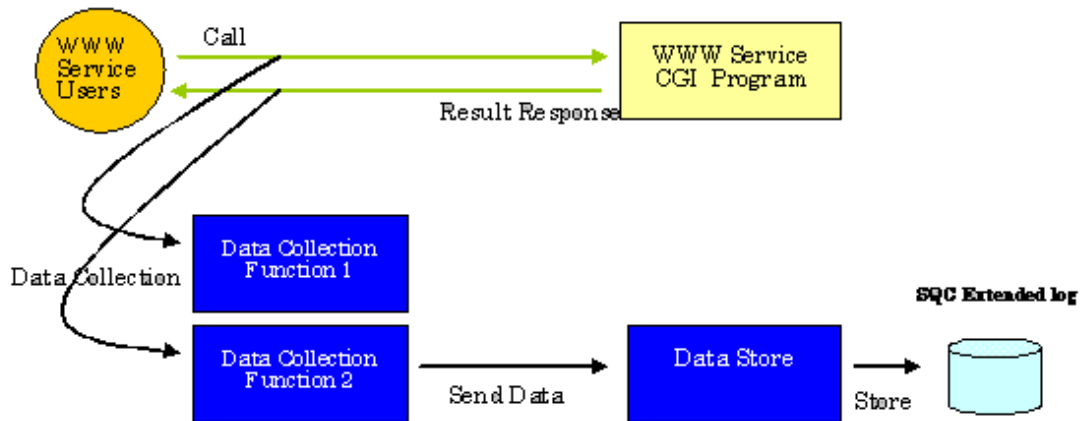 WWW
Service
Users
Call
WWW Service
CGI Program
Result Response
Data Collection
Function 1
Data Collection
SQC Extended log
Data Collection
Function 2
Send Data
Data Store
Store